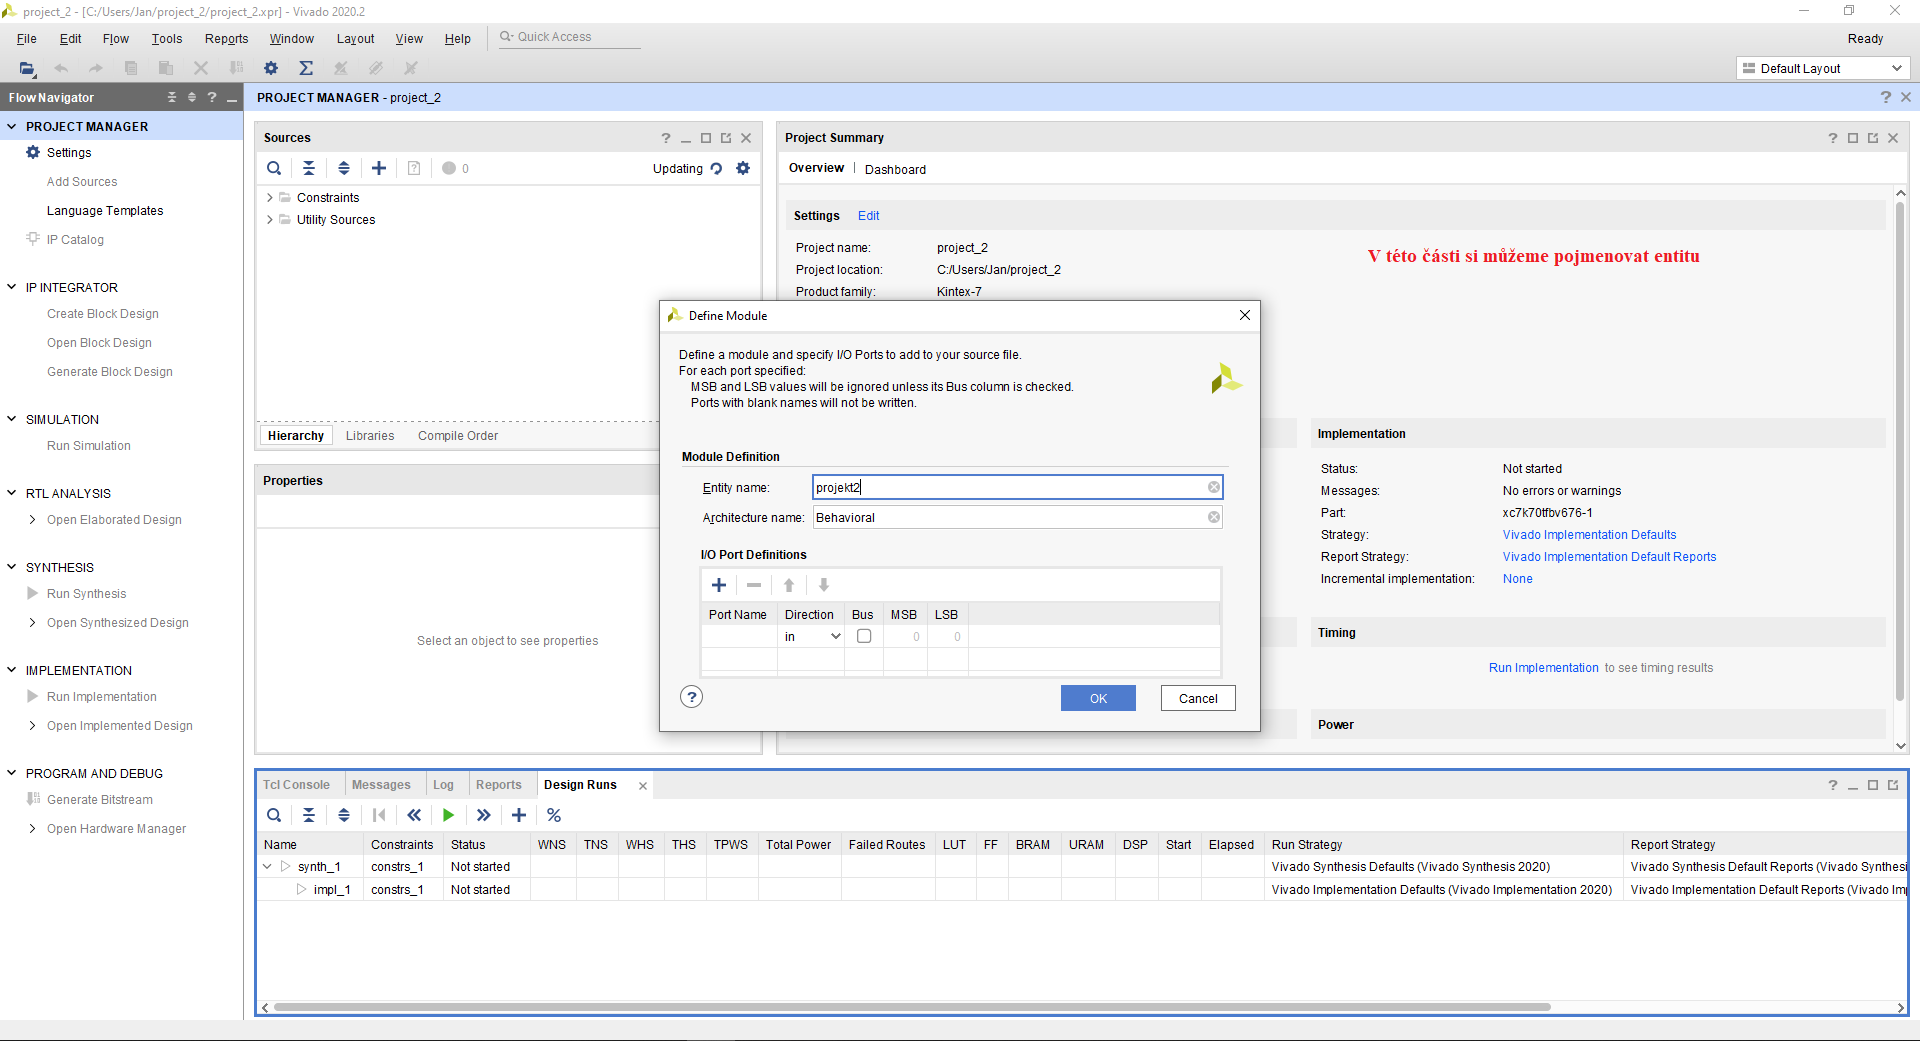 project_2 - [C:/Users/Jan/project_2/project_2.xpr] - Vivado 2020.2
File Edit Flow Tools Reports Window Layout View Help Quick Access Ready
Default Layout
Flow Navigator
PROJECT MANAGER
Settings
Add Sources
Language Templates
IP Catalog
IP INTEGRATOR
Create Block Design
Open Block Design
Generate Block Design
SIMULATION
Run Simulation
RTL ANALYSIS
Open Elaborated Design
SYNTHESIS
Run Synthesis
Open Synthesized Design
IMPLEMENTATION
Run Implementation
Open Implemented Design
PROGRAM AND DEBUG
Generate Bitstream
Open Hardware Manager
PROJECT MANAGER - project_2
Sources
0 Updating
Constraints
Utility Sources
Hierarchy Libraries Compile Order
Properties
Select an object to see properties
Project Summary
Overview Dashboard
Settings Edit
Project name: project_2
Project location: C:/Users/Jan/project_2
Product family: Kintex-7
V této části si můžeme pojmenovat entitu
Implementation
Status: Not started
Messages: No errors or warnings
Part: xc7k70tfbv676-1
Strategy: Vivado Implementation Defaults
Report Strategy: Vivado Implementation Default Reports
Incremental implementation: None
Timing
Run Implementation to see timing results
Power
Define Module
Define a module and specify I/O Ports to add to your source file.
For each port specified:
MSB and LSB values will be ignored unless its Bus column is checked.
Ports with blank names will not be written.
Module Definition
Entity name: projekt2
Architecture name: Behavioral
I/O Port Definitions
Port Name Direction Bus MSB LSB
in 0 0
OK Cancel
Tcl Console Messages Log Reports Design Runs
Name Constraints Status WNS TNS WHS THS TPWS Total Power Failed Routes LUT FF BRAM URAM DSP Start Elapsed Run Strategy Report Strategy
synth_1 constrs_1 Not started Vivado Synthesis Defaults (Vivado Synthesis 2020) Vivado Synthesis Default Reports (Vivado Synthesi
impl_1 constrs_1 Not started Vivado Implementation Defaults (Vivado Implementation 2020) Vivado Implementation Default Reports (Vivado Im